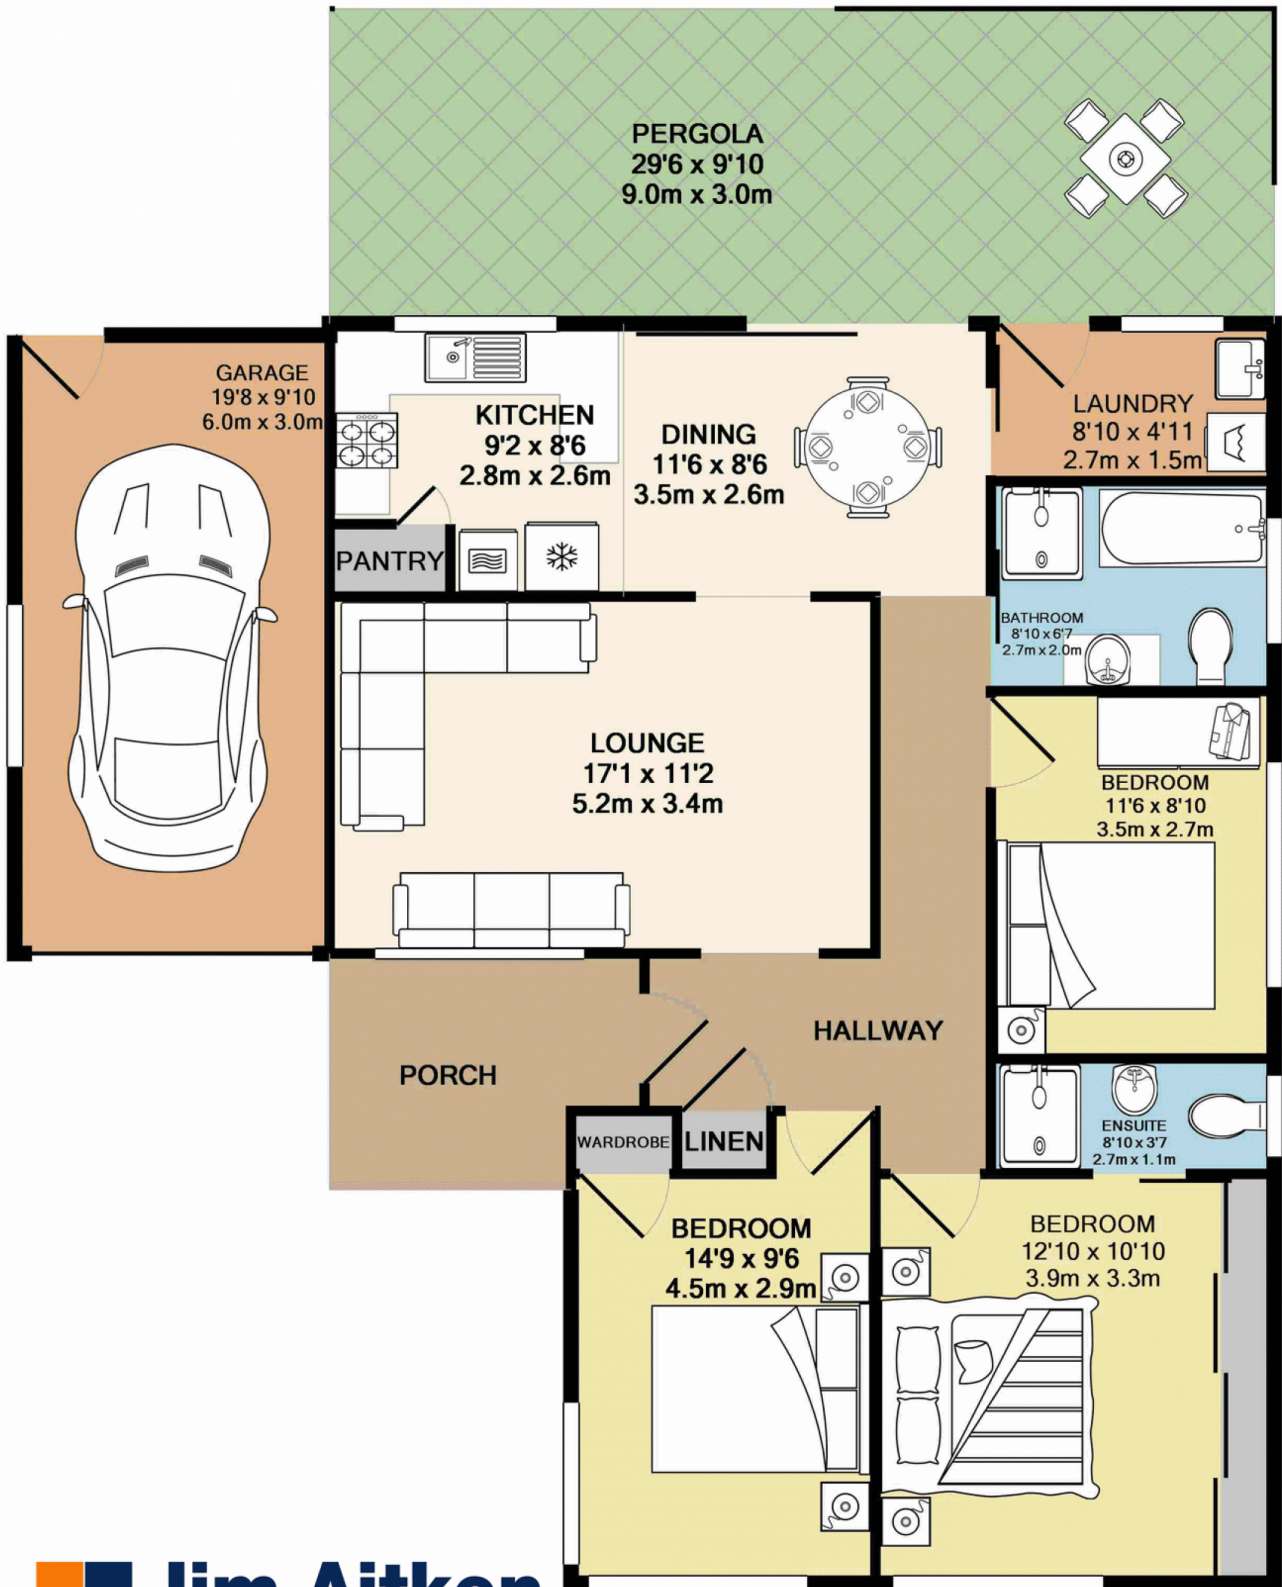 PERGOLA
29'6 x 9'10
9.0m x 3.0m
GARAGE
19'8 x 9'10
6.0m x 3.0m
KITCHEN
9'2 x 8'6
2.8m x 2.6m
DINING
11'6 x 8'6
3.5m x 2.6m
LAUNDRY
8'10 x 4'11
2.7m x 1.5m
PANTRY
BATHROOM
8'10 x 6'7
2.7m x 2.0m
LOUNGE
17'1 x 11'2
5.2m x 3.4m
BEDROOM
11'6 x 8'10
3.5m x 2.7m
HALLWAY
PORCH
ENSUITE
8'10 x 3'7
2.7m x 1.1m
WARDROBE
LINEN
BEDROOM
14'9 x 9'6
4.5m x 2.9m
BEDROOM
12'10 x 10'10
3.9m x 3.3m
Jim Aitken